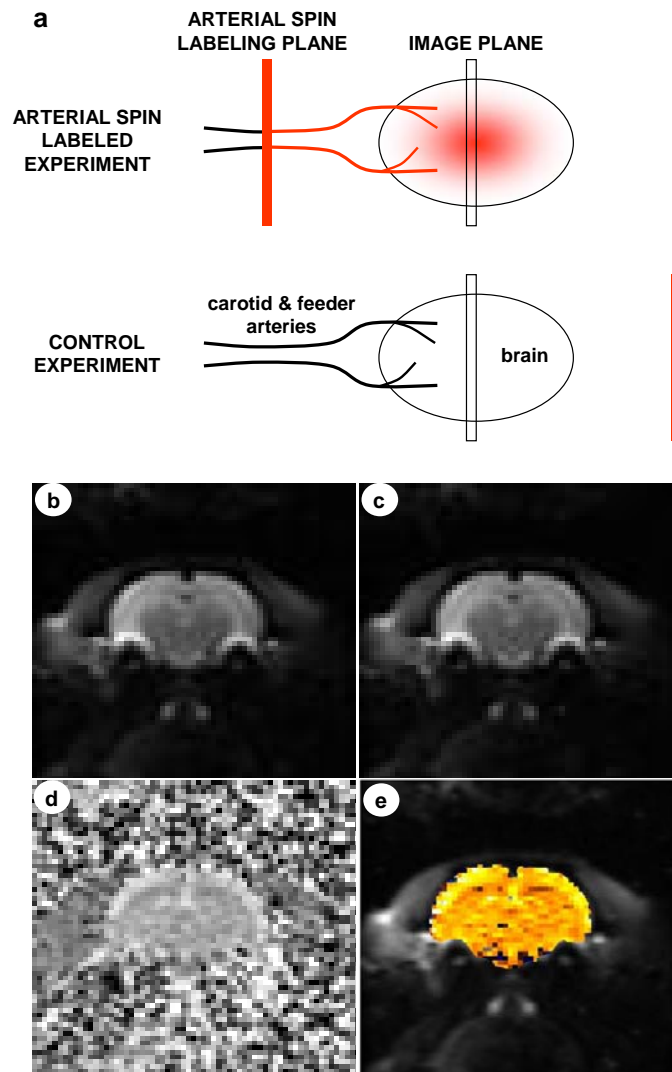 a
ARTERIAL SPIN
LABELING PLANE
IMAGE PLANE
ARTERIAL SPIN
LABELED
EXPERIMENT
carotid & feeder
arteries
CONTROL
EXPERIMENT
brain
b
c
d
e